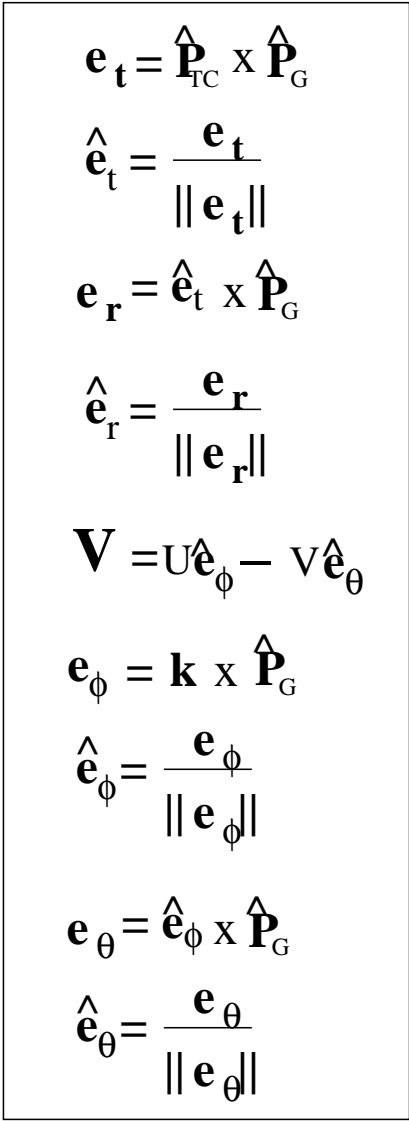 e_t = P̂_TC x P̂_G
ê_t = e_t / ||e_t||
e_r = ê_t x P̂_G
ê_r = e_r / ||e_r||
V = Uê_ϕ − Vê_θ
e_ϕ = k x P̂_G
ê_ϕ = e_ϕ / ||e_ϕ||
e_θ = ê_ϕ x P̂_G
ê_θ = e_θ / ||e_θ||